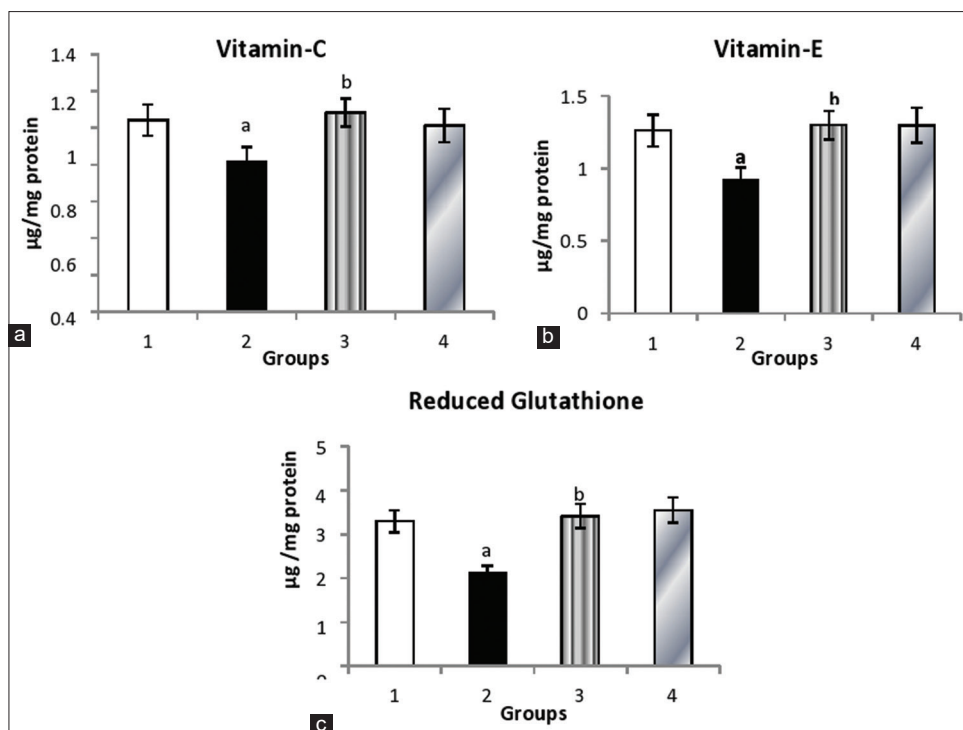 Vitamin-C
1.4
1.2
1
0.8
0.6
0.4
µg/mg protein
a
b
1 2 3 4
Groups
a
Vitamin-E
1.5
1
0.5
0
µg/mg protein
a
b
1 2 3 4
Groups
b
Reduced Glutathione
5
4
3
2
1
µg /mg protein
a
b
1 2 3 4
Groups
c